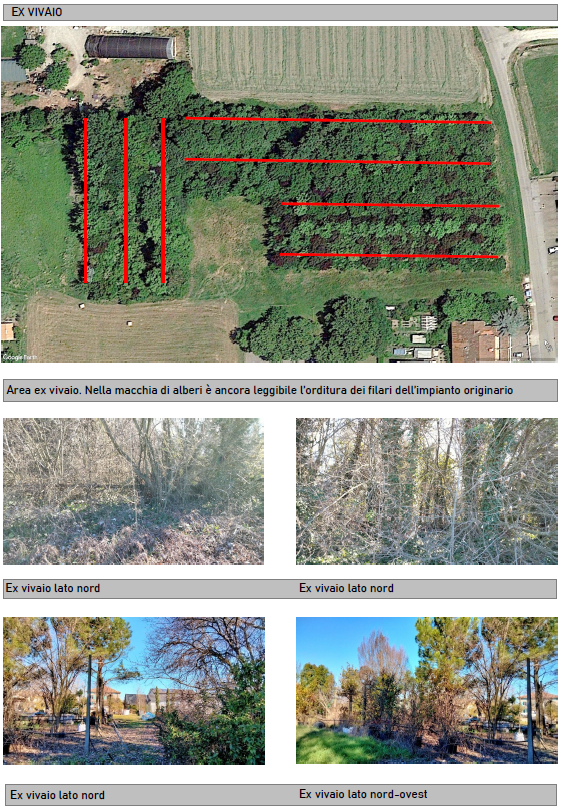 EX VIVAIO
Google Earth
Area ex vivaio. Nella macchia di alberi è ancora leggibile l'orditura dei filari dell'impianto originario
Ex vivaio lato nord
Ex vivaio lato nord
Ex vivaio lato nord
Ex vivaio lato nord-ovest